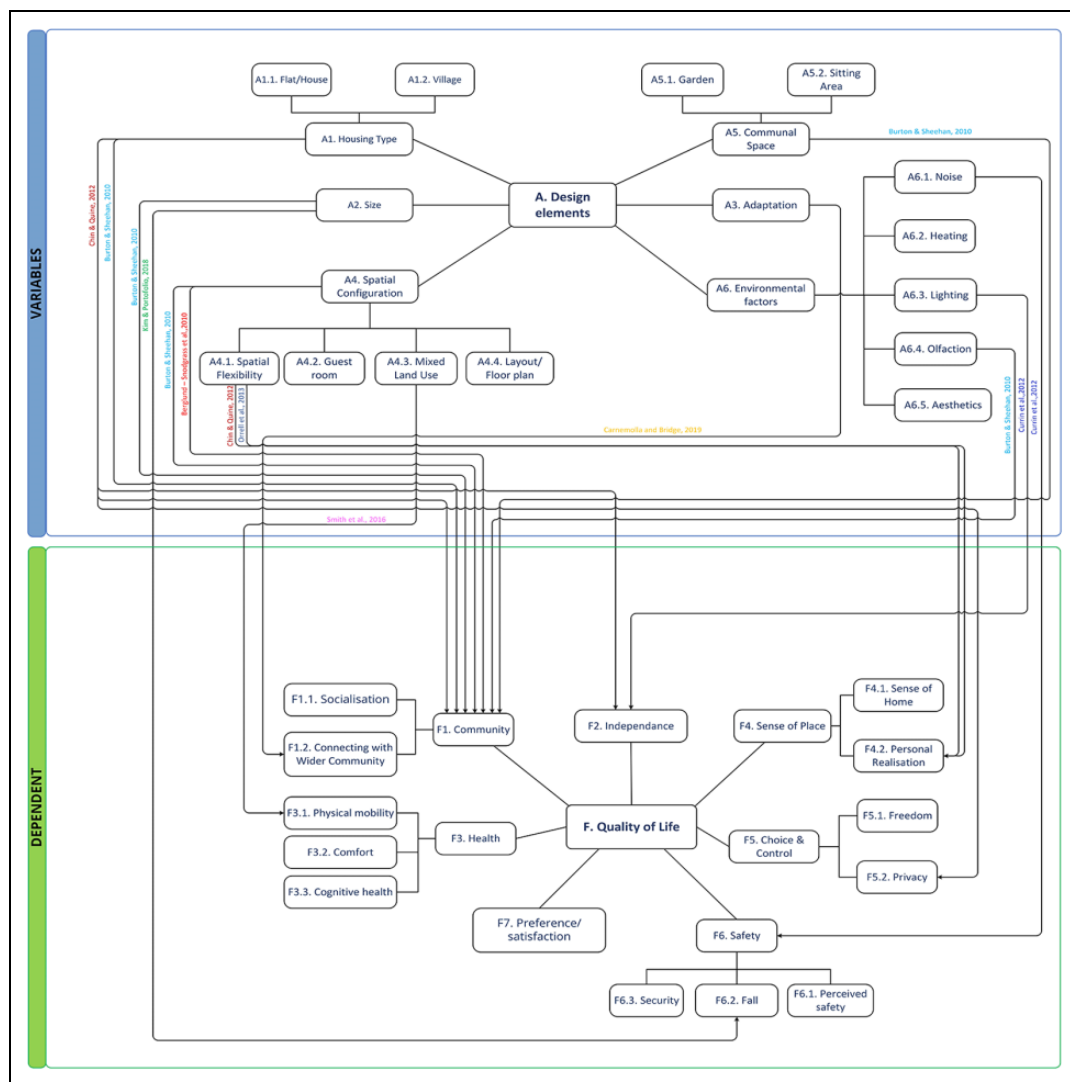 VARIABLES
A1.1. Flat/House
A1.2. Village
A5.1. Garden
A5.2. Sitting
Area
A1. Housing Type
A5. Communal
Space
Burton & Sheehan, 2010
Chin & Quine, 2012
Burton & Sheehan, 2010
Burton & Sheehan, 2010
Kim & Portofolio, 2018
A. Design
elements
A2. Size
A3. Adaptation
A6.1. Noise
A6.2. Heating
A4. Spatial
Configuration
A6. Environmental
factors
A6.3. Lighting
Burton & Sheehan, 2010
Berglund – Snodgrass et al.,2010
A4.1. Spatial
Flexibility
A4.2. Guest
room
A4.3. Mixed
Land Use
A4.4. Layout/
Floor plan
A6.4. Olfaction
A6.5. Aesthetics
Chin & Quine, 2012
Orrell et al., 2013
Carnemolla and Bridge, 2019
Burton & Sheehan, 2010
Currin et al.,2012
Currin et al.,2012
Smith et al., 2016
DEPENDENT
F1.1. Socialisation
F1. Community
F1.2. Connecting with
Wider Community
F2. Independance
F4. Sense of Place
F4.1. Sense of
Home
F4.2. Personal
Realisation
F3.1. Physical mobility
F3. Health
F3.2. Comfort
F3.3. Cognitive health
F. Quality of Life
F5. Choice &
Control
F5.1. Freedom
F5.2. Privacy
F7. Preference/
satisfaction
F6. Safety
F6.3. Security
F6.2. Fall
F6.1. Perceived
safety